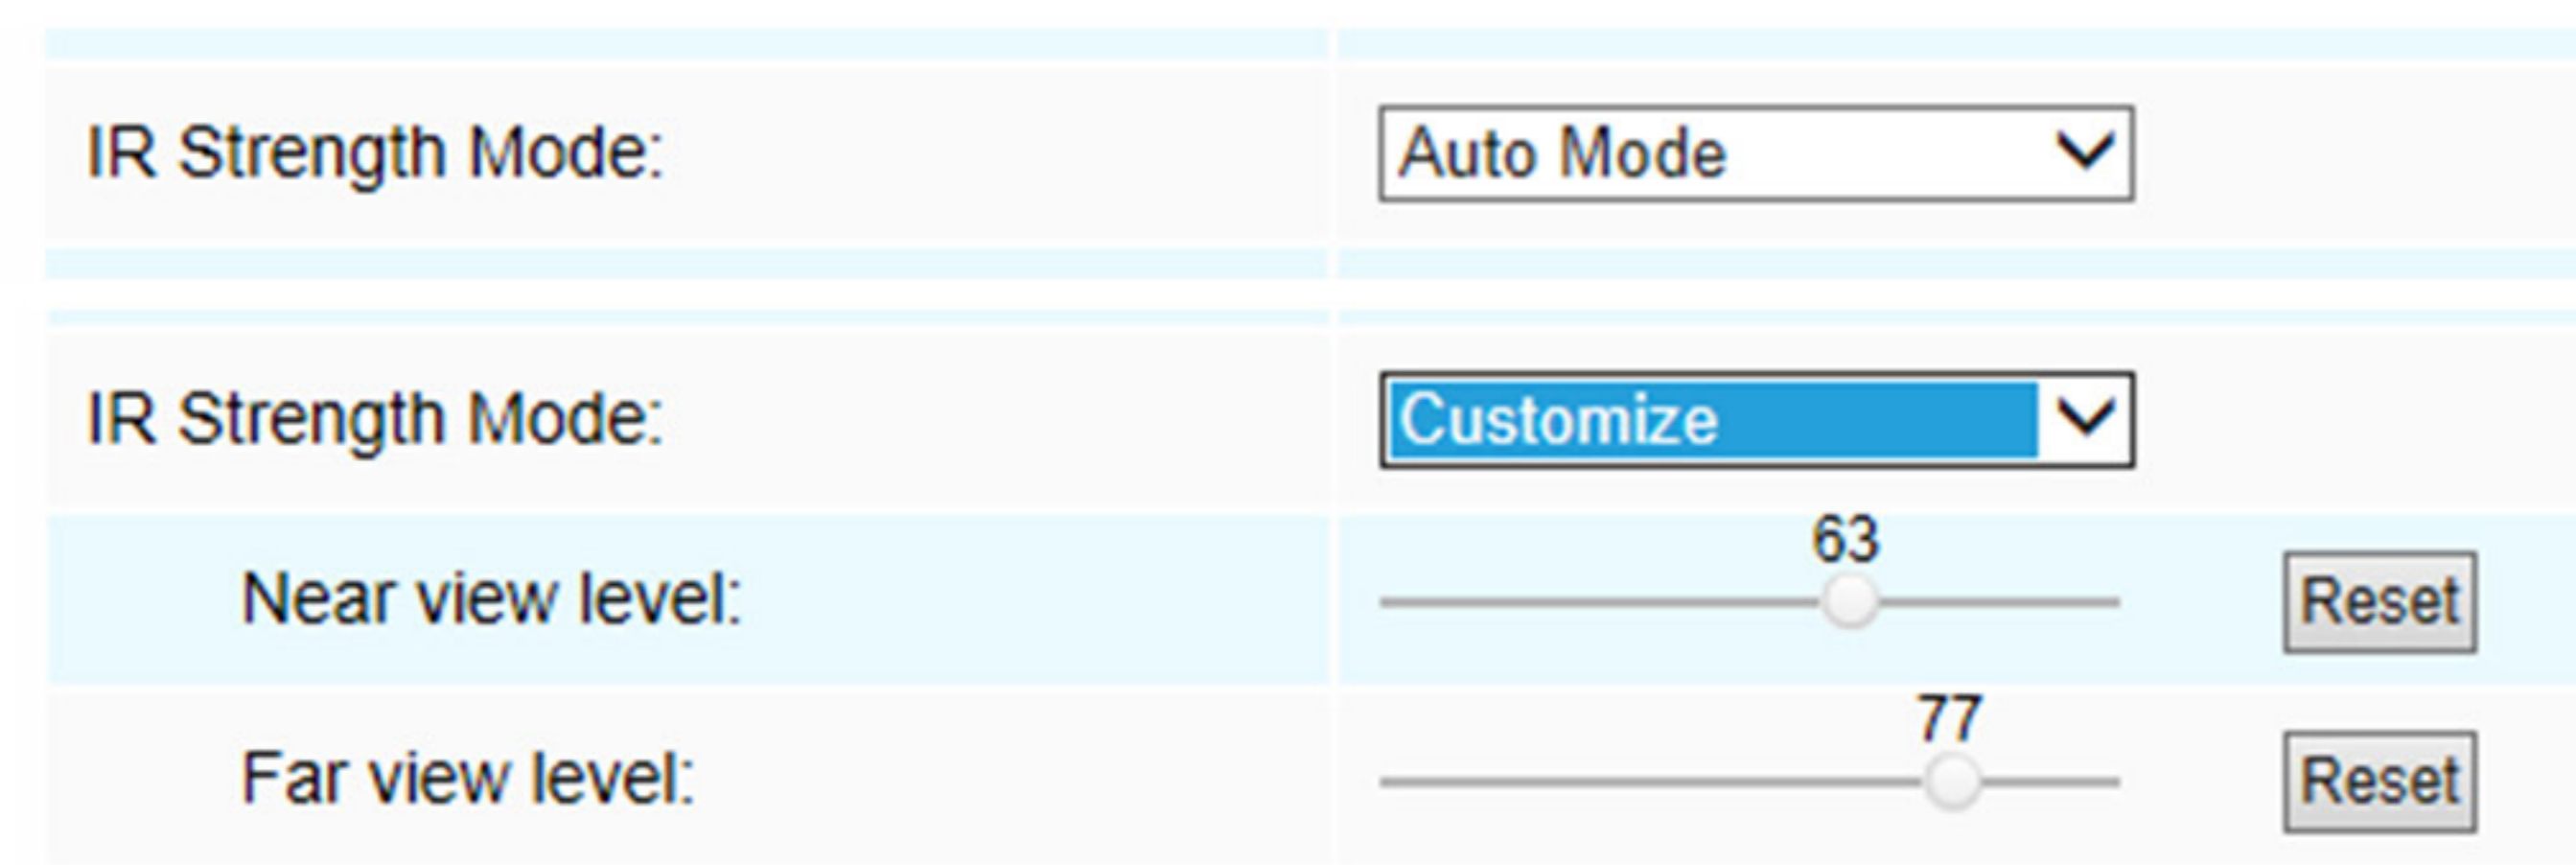 IR Strength Mode: Auto Mode
IR Strength Mode: Customize
63
Near view level: Reset
77
Far view level: Reset